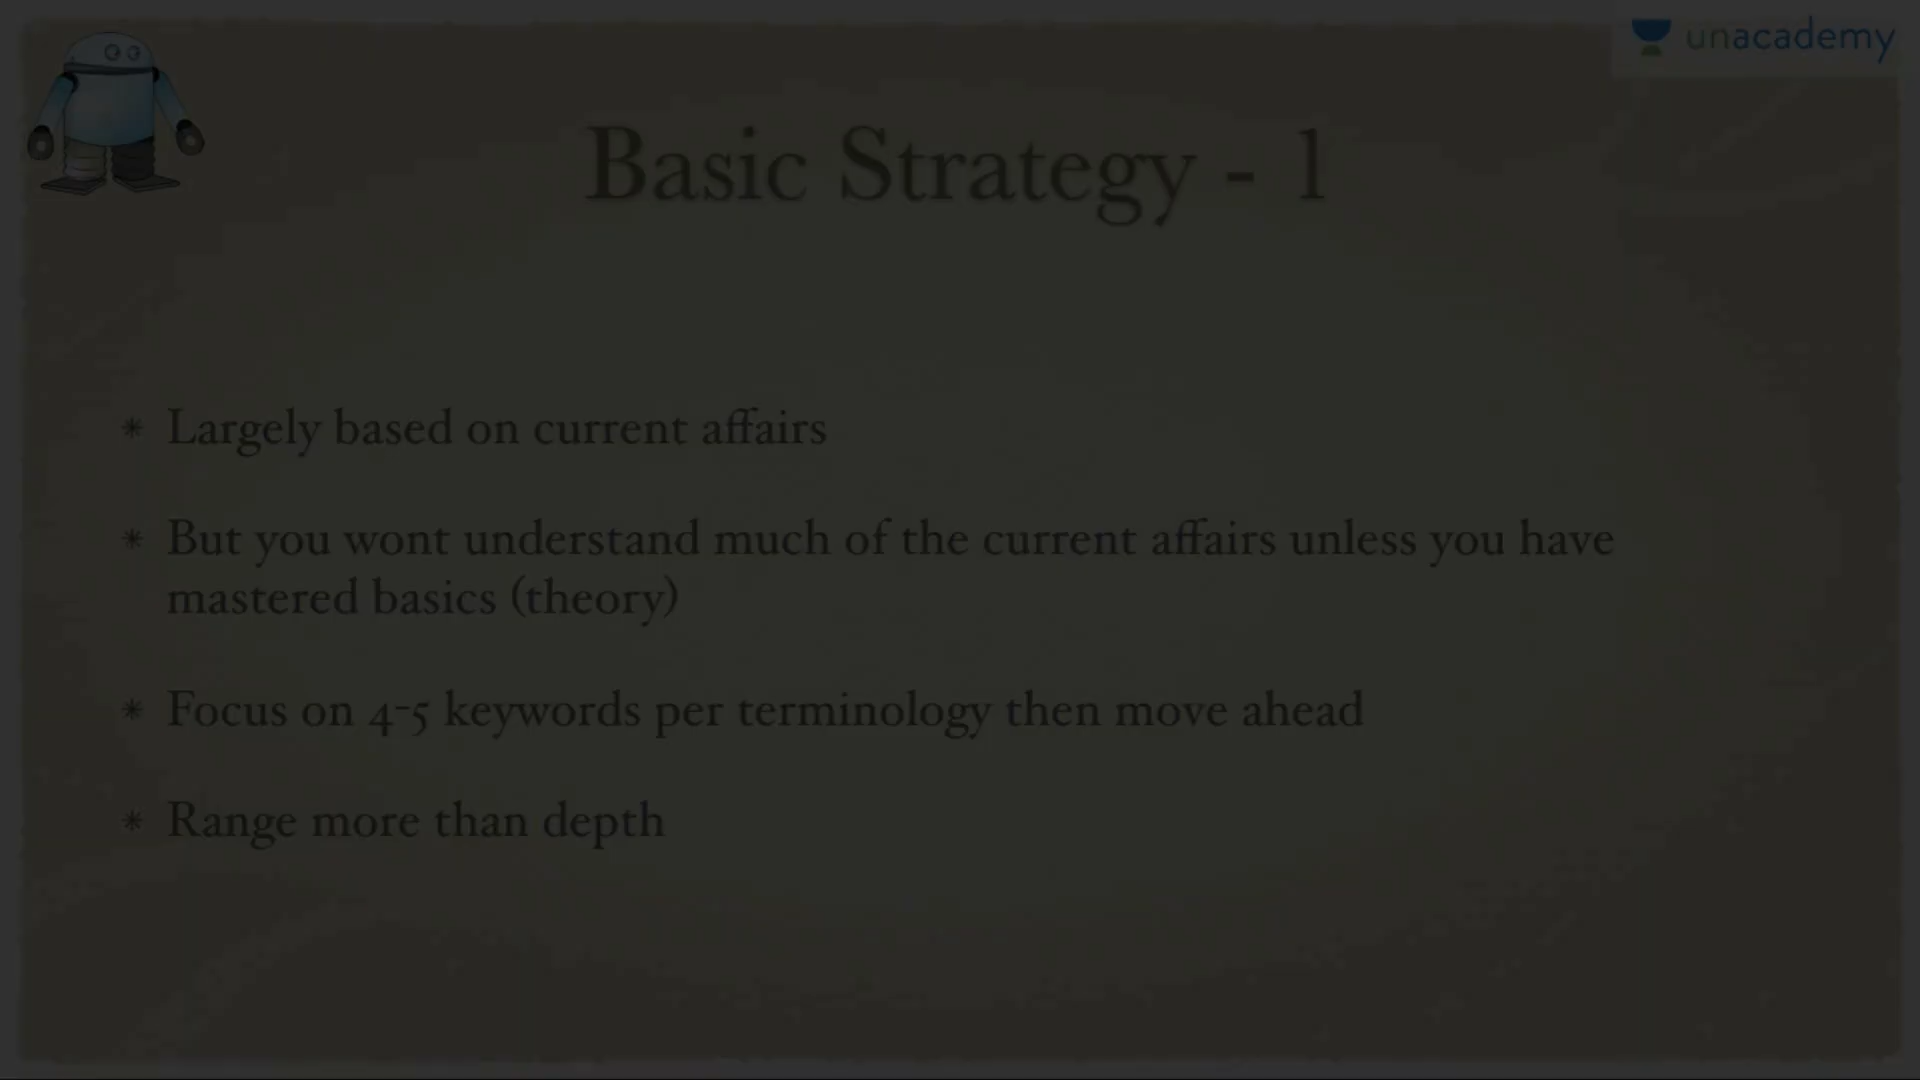 unacademy
Basic Strategy - 1
* Largely based on current affairs
* But you wont understand much of the current affairs unless you have
mastered basics (theory)
* Focus on 4-5 keywords per terminology then move ahead
* Range more than depth